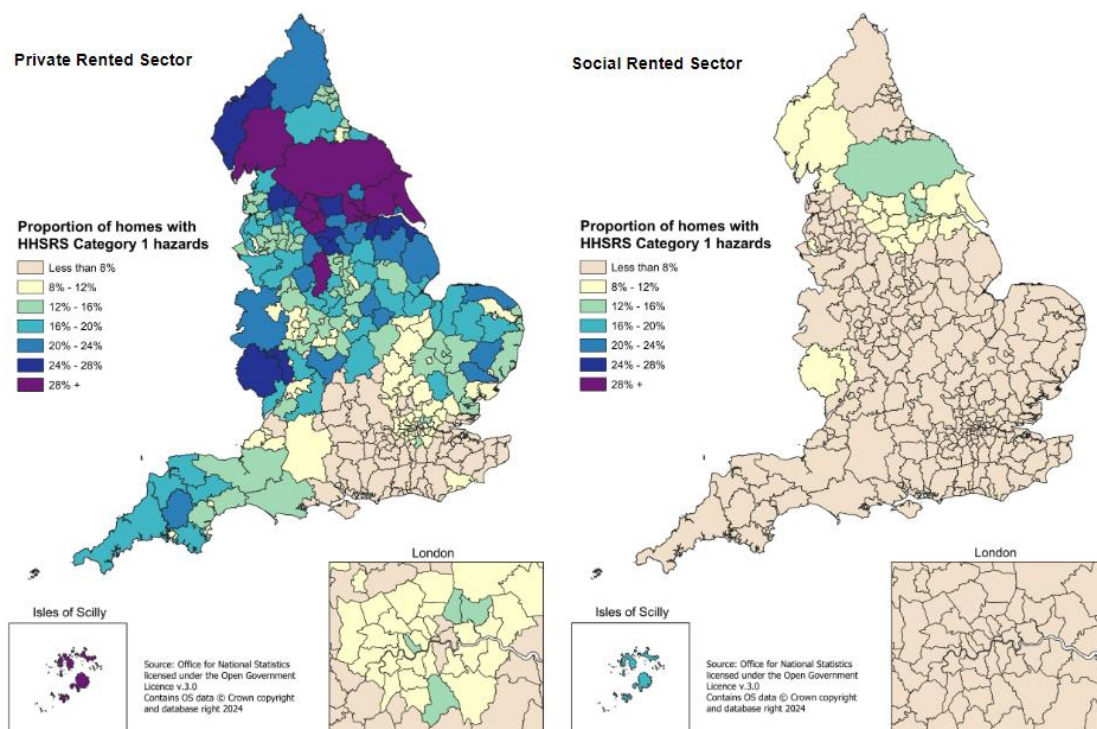 Private Rented Sector
Proportion of homes with
HHSRS Category 1 hazards
Less than 8%
8% - 12%
12% - 16%
16% - 20%
20% - 24%
24% - 28%
28% +
London
Isles of Scilly
Source: Office for National Statistics
licensed under the Open Government
Licence v.3.0
Contains OS data © Crown copyright
and database right 2024
Social Rented Sector
Proportion of homes with
HHSRS Category 1 hazards
Less than 8%
8% - 12%
12% - 16%
16% - 20%
20% - 24%
24% - 28%
28% +
London
Isles of Scilly
Source: Office for National Statistics
licensed under the Open Government
Licence v.3.0
Contains OS data © Crown copyright
and database right 2024